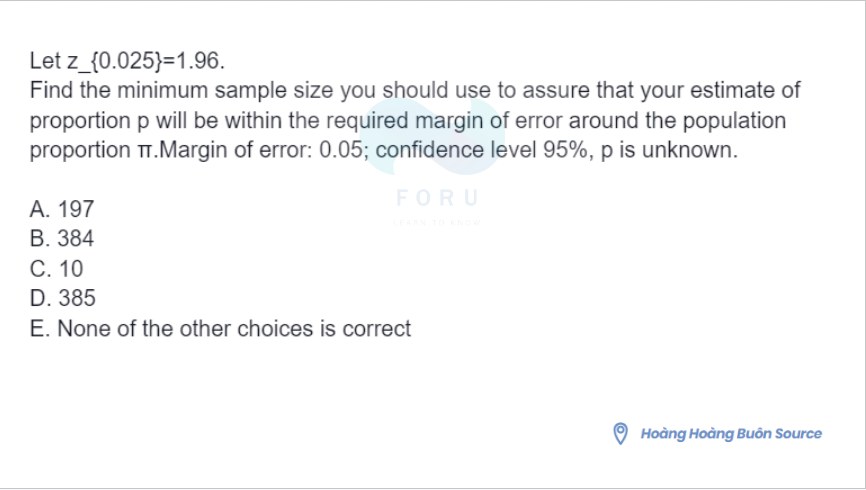 Let z_{0.025}=1.96.
Find the minimum sample size you should use to assure that your estimate of
proportion p will be within the required margin of error around the population
proportion π.Margin of error: 0.05; confidence level 95%, p is unknown.
FORU
A. 197
B. 384
C. 10
D. 385
E. None of the other choices is correct
Hoàng Hoàng Buôn Source